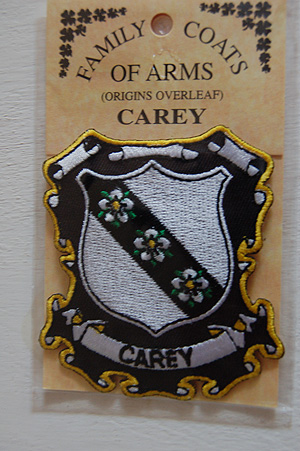 FAMILY COATS
OF ARMS
(ORIGINS OVERLEAF)
CAREY
CAREY